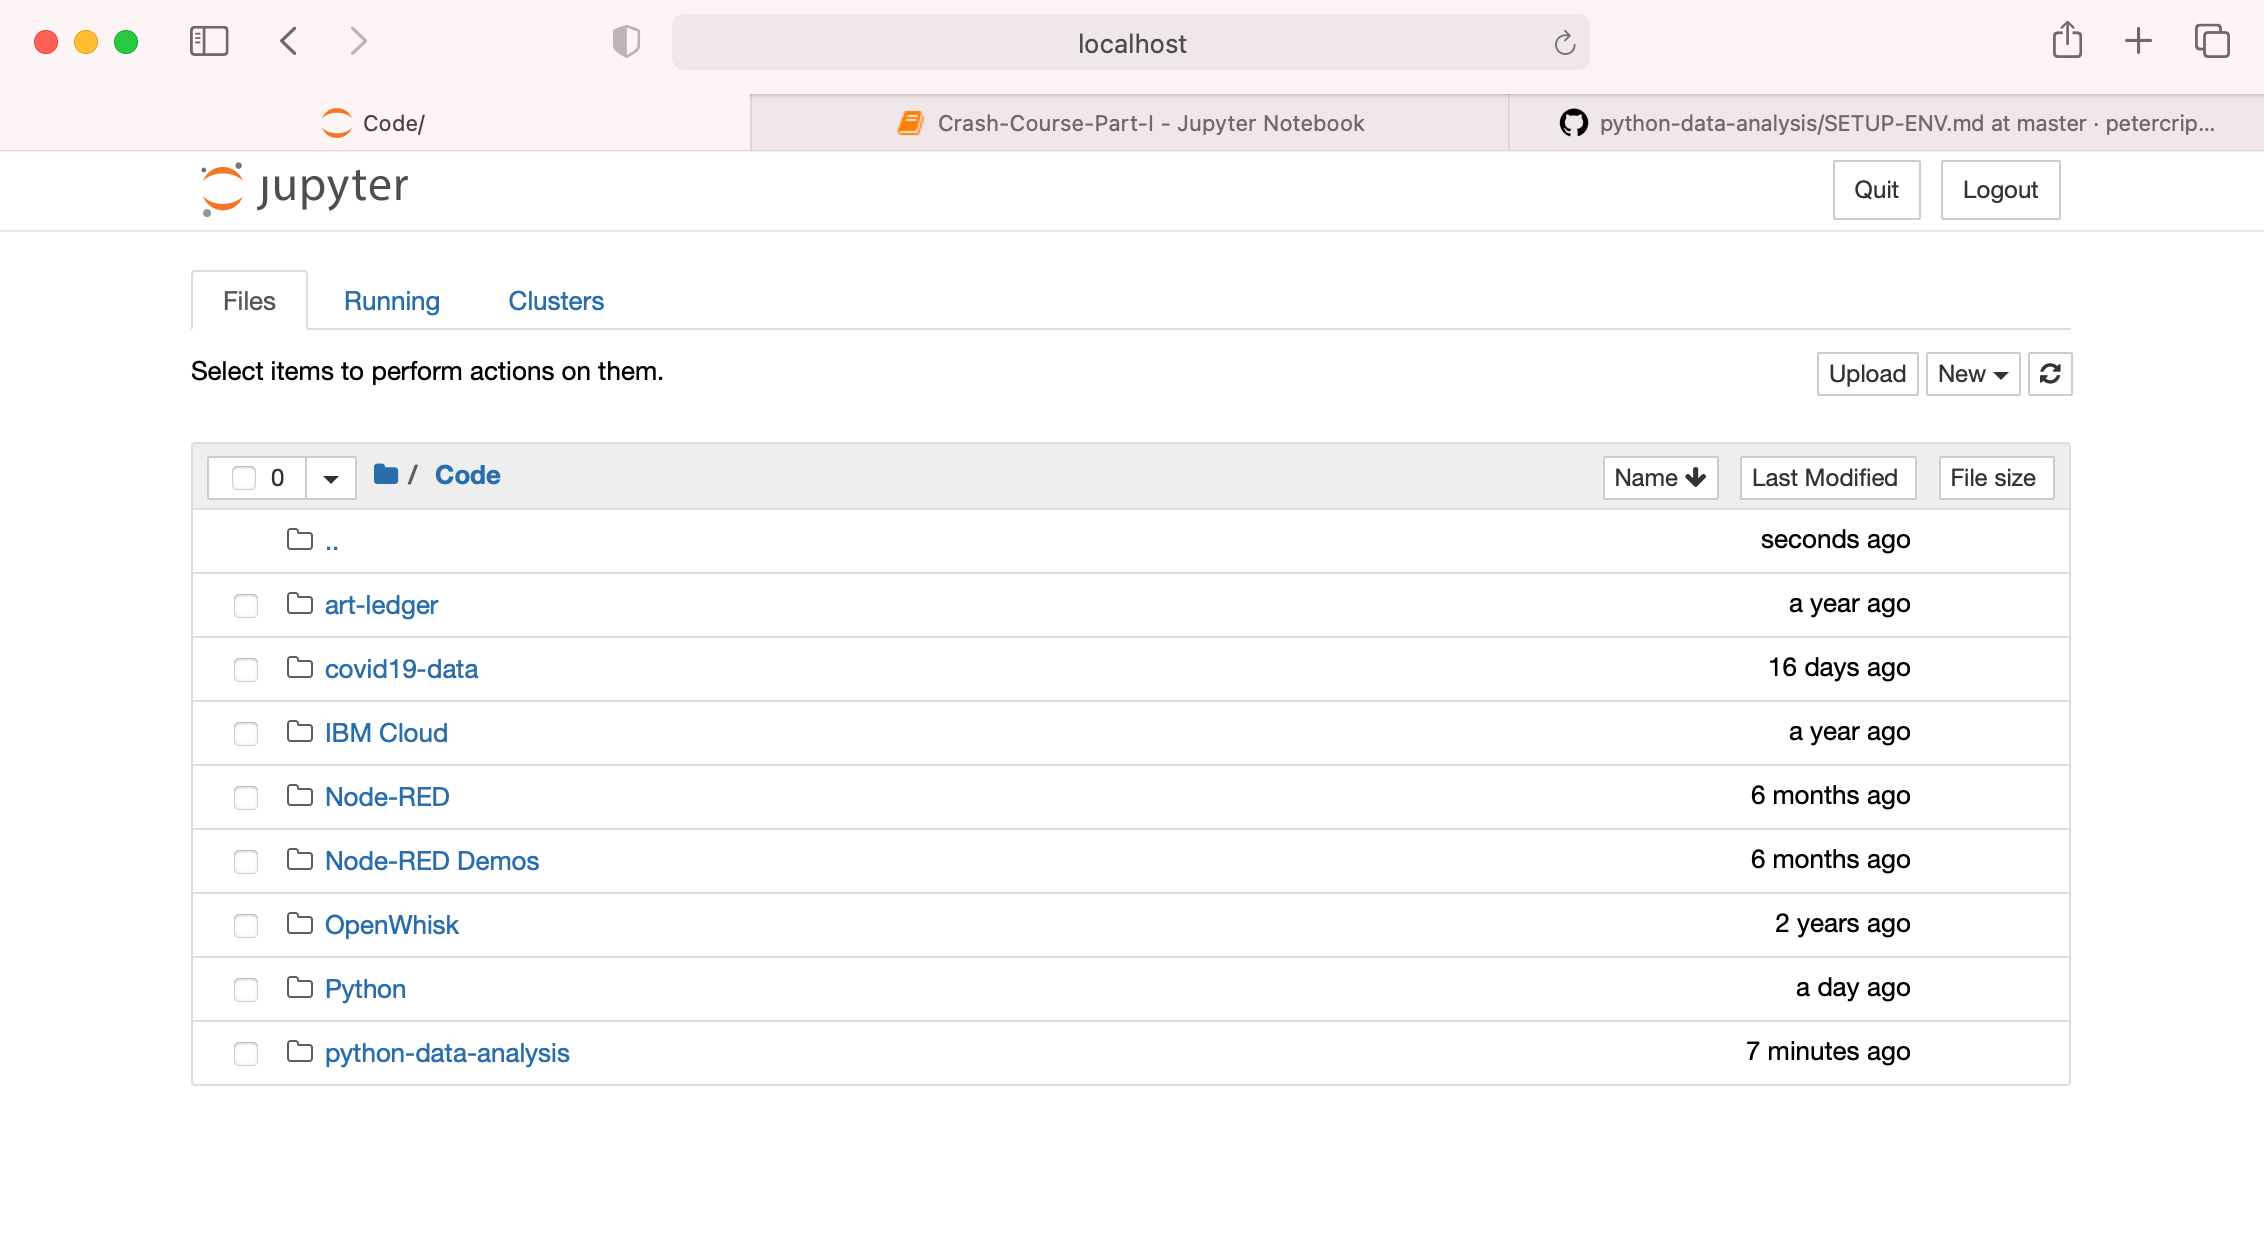 localhost
Code/
Crash-Course-Part-I - Jupyter Notebook
python-data-analysis/SETUP-ENV.md at master · petercrip...
jupyter
Quit
Logout
Files
Running
Clusters
Select items to perform actions on them.
Upload
New
0
/
Code
Name
Last Modified
File size
..
seconds ago
art-ledger
a year ago
covid19-data
16 days ago
IBM Cloud
a year ago
Node-RED
6 months ago
Node-RED Demos
6 months ago
OpenWhisk
2 years ago
Python
a day ago
python-data-analysis
7 minutes ago